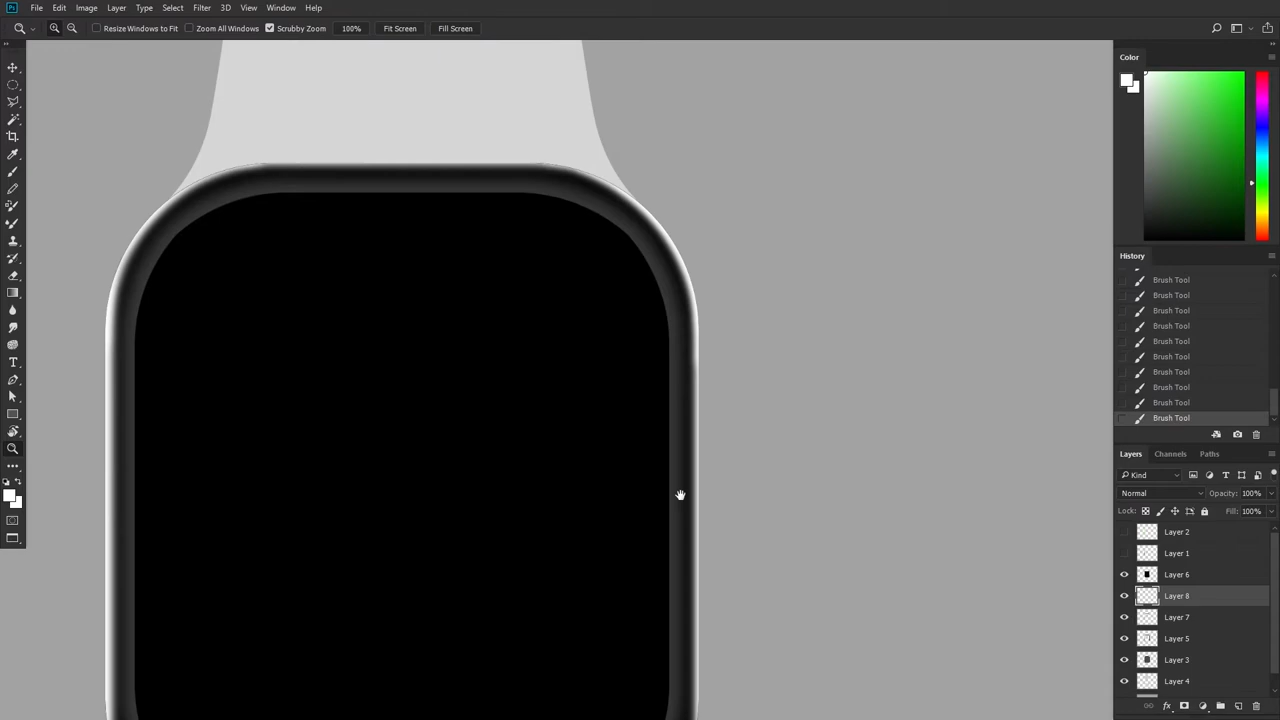 Ps File Edit Image Layer Type Select Filter 3D View Window Help
Resize Windows to Fit Zoom All Windows Scrubby Zoom 100% Fit Screen Fill Screen
Color
History
Brush Tool
Brush Tool
Brush Tool
Brush Tool
Brush Tool
Brush Tool
Brush Tool
Brush Tool
Brush Tool
Brush Tool
Layers Channels Paths
Kind
Normal Opacity: 100%
Lock: Fill: 100%
Layer 2
Layer 1
Layer 6
Layer 8
Layer 7
Layer 5
Layer 3
Layer 4